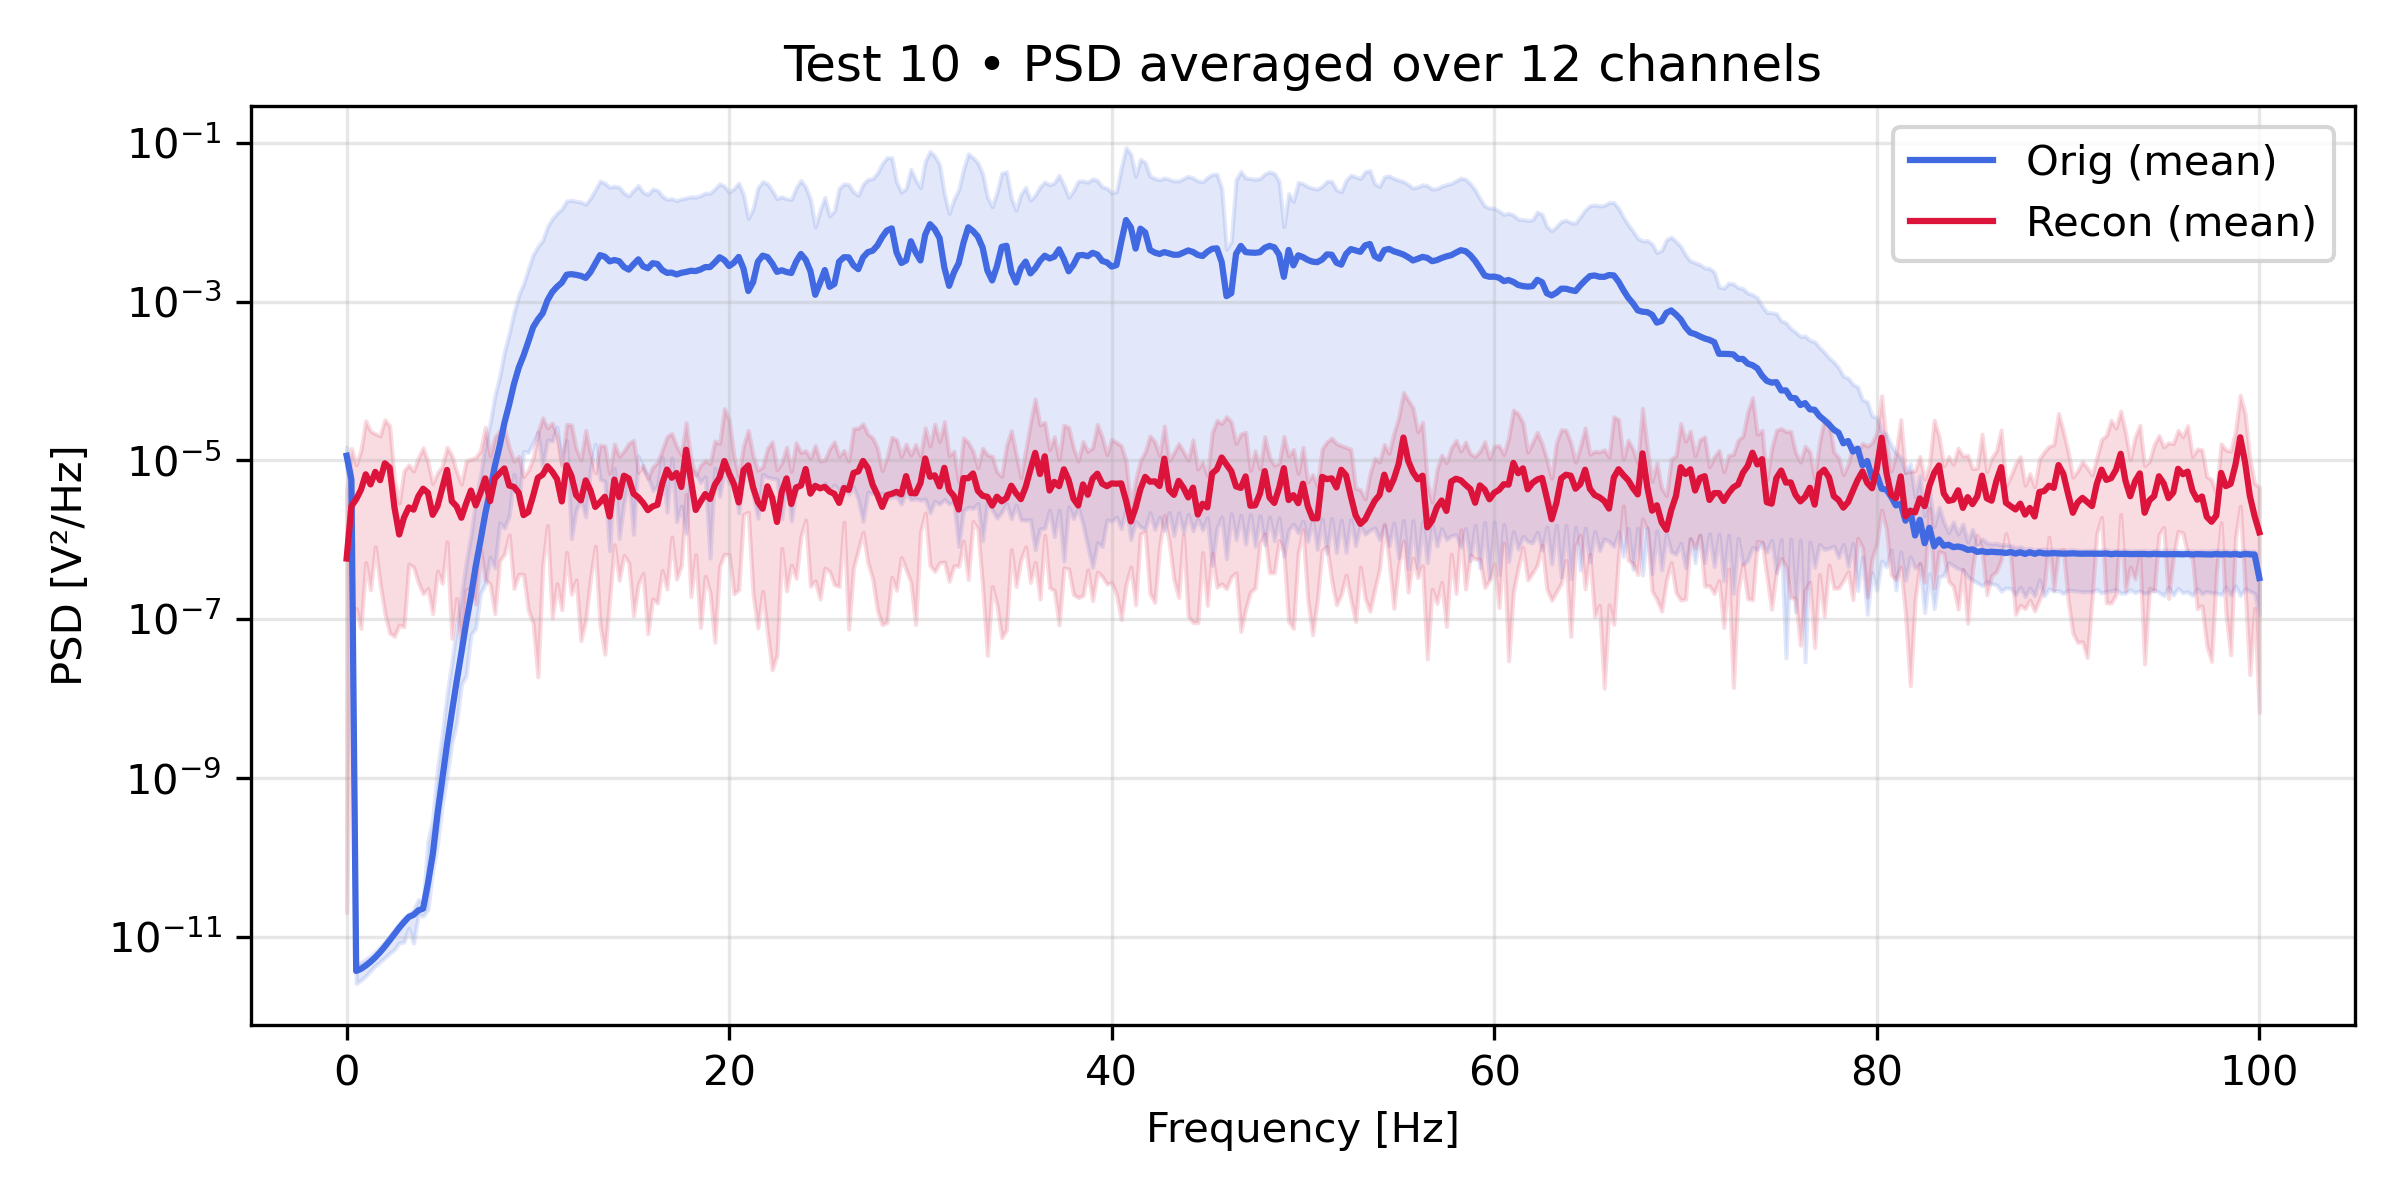 Test 10 • PSD averaged over 12 channels
Orig (mean)
Recon (mean)
PSD [V²/Hz]
10⁻¹
10⁻³
10⁻⁵
10⁻⁷
10⁻⁹
10⁻¹¹
0 20 40 60 80 100
Frequency [Hz]